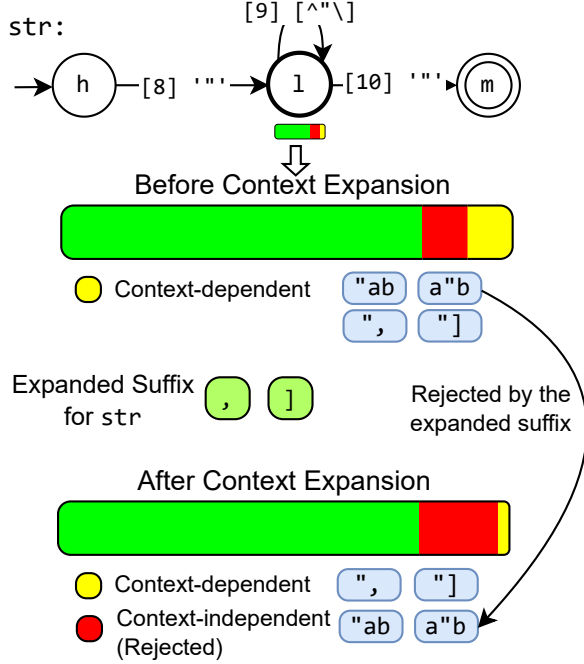 [9] [^"\]
str:
h [8] '"' l [10] '"' m
Before Context Expansion
Context-dependent "ab a"b
", "]
Expanded Suffix
for str , ]
Rejected by the
expanded suffix
After Context Expansion
Context-dependent ", "]
Context-independent
(Rejected) "ab a"b